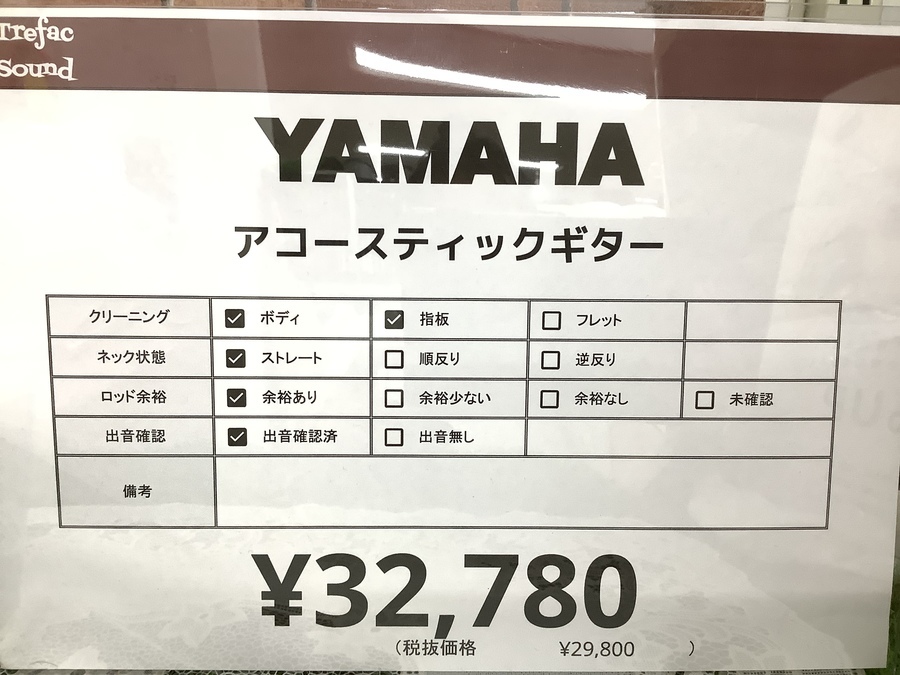 Trefac
Sound
YAMAHA
アコースティックギター
クリーニング ☑ ボディ ☑ 指板 ☐ フレット
ネック状態 ☑ ストレート ☐ 順反り ☐ 逆反り
ロッド余裕 ☑ 余裕あり ☐ 余裕少ない ☐ 余裕なし ☐ 未確認
出音確認 ☑ 出音確認済 ☐ 出音無し
備考
¥32,780
(税抜価格 ¥29,800 )